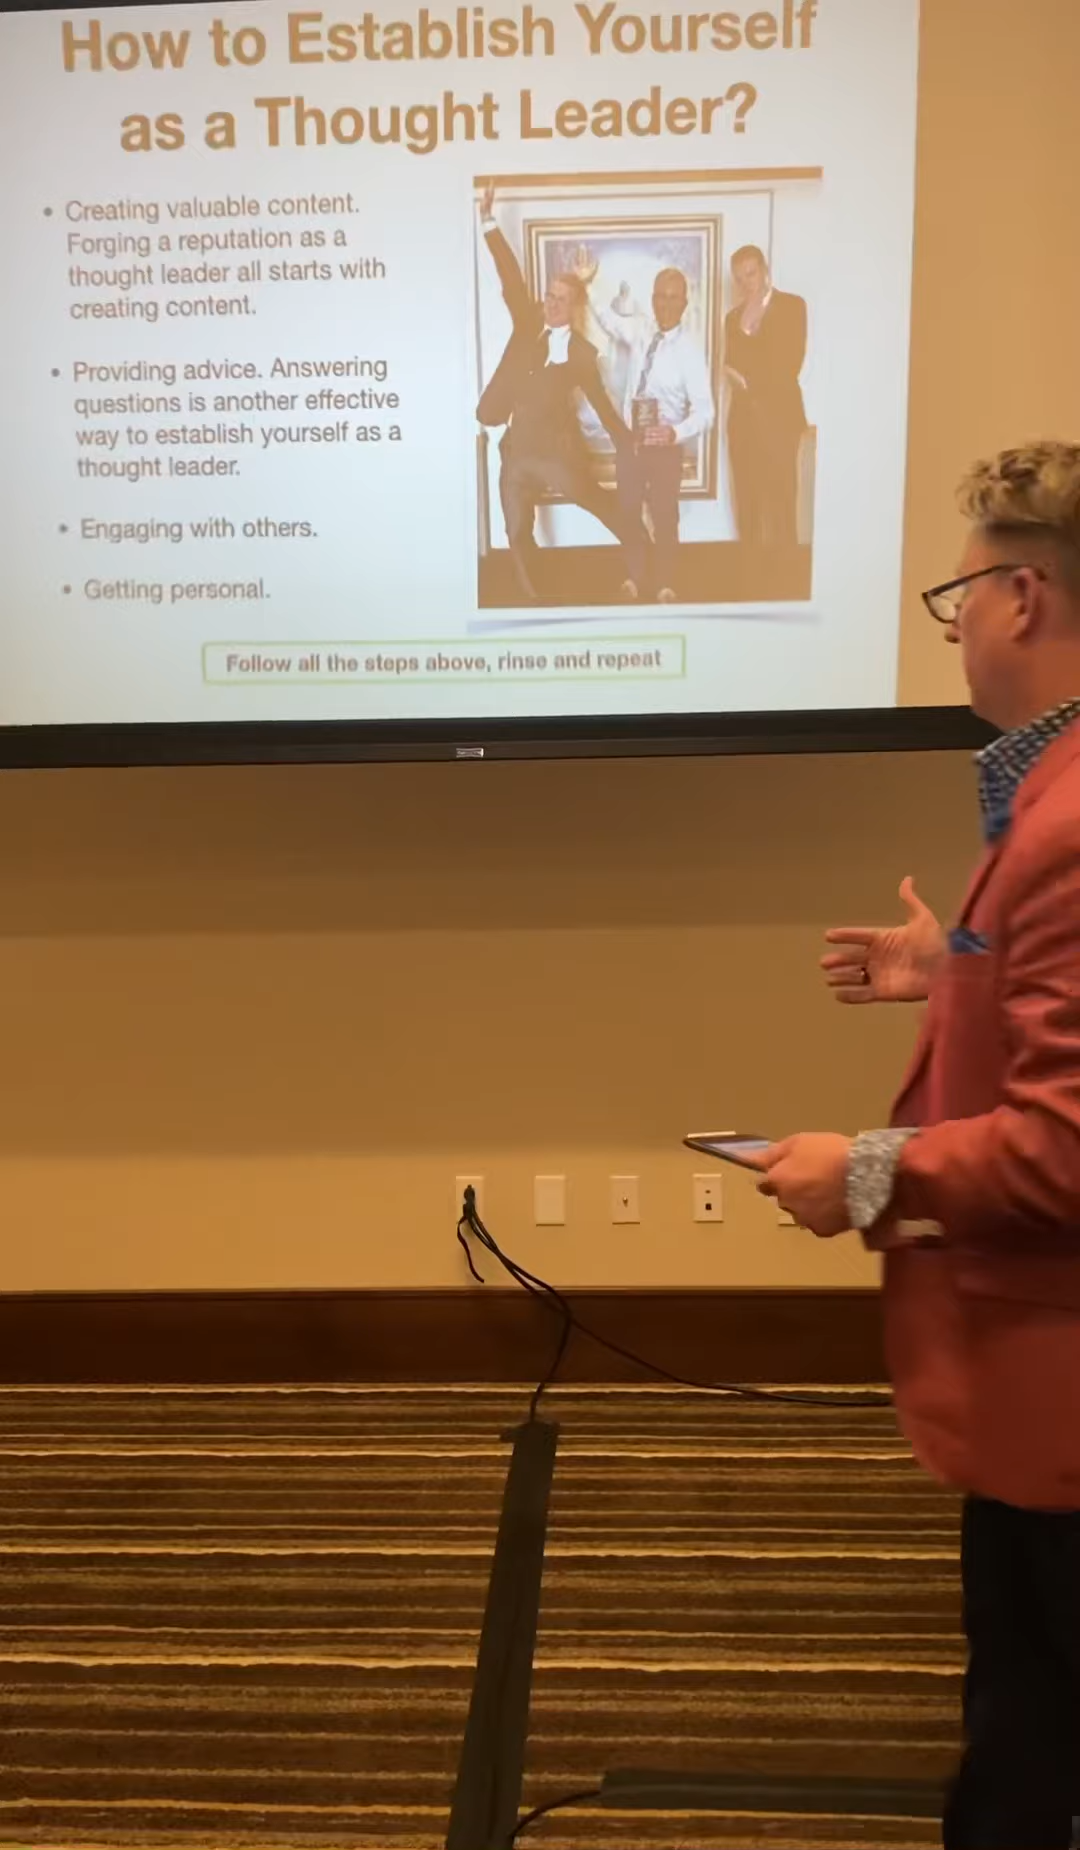 How to Establish Yourself
as a Thought Leader?
• Creating valuable content.
Forging a reputation as a
thought leader all starts with
creating content.
• Providing advice. Answering
questions is another effective
way to establish yourself as a
thought leader.
• Engaging with others.
• Getting personal.
Follow all the steps above, rinse and repeat